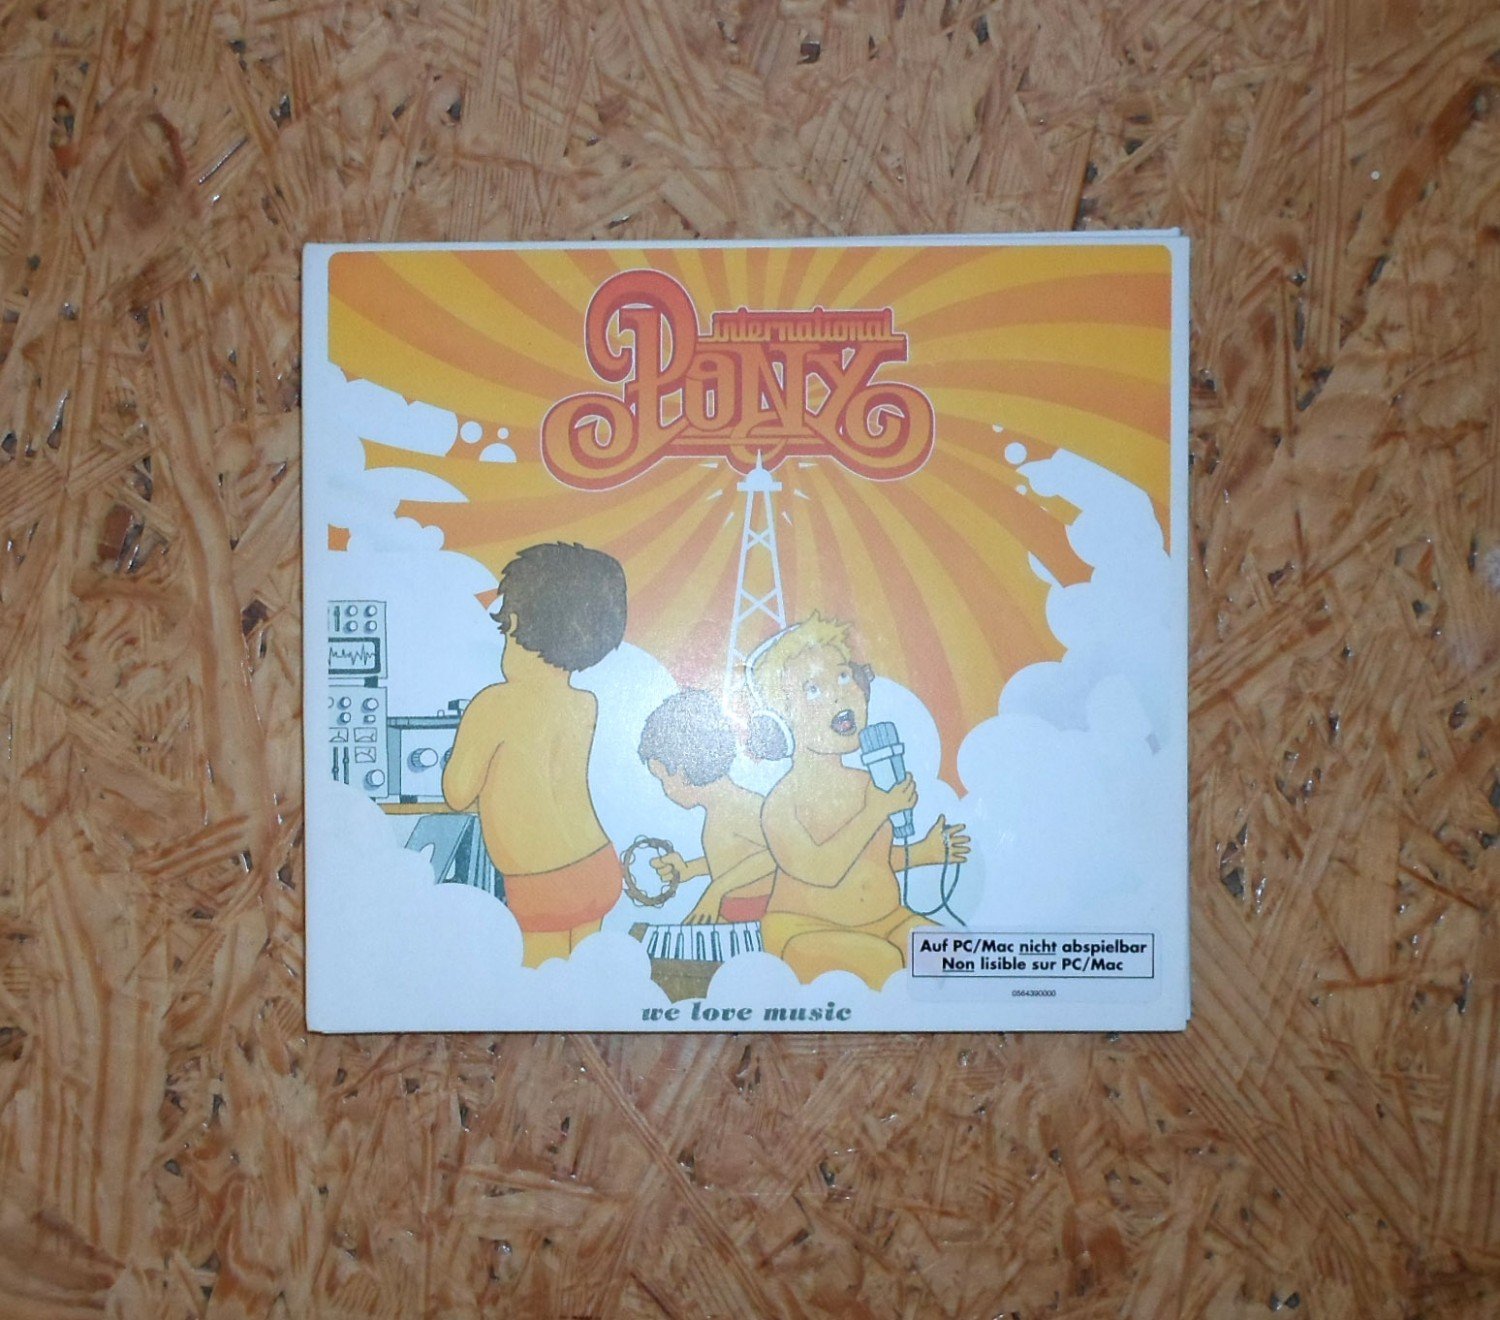 international
PONY
Auf PC/Mac nicht abspielbar
Non lisible sur PC/Mac
0564390000
we love music